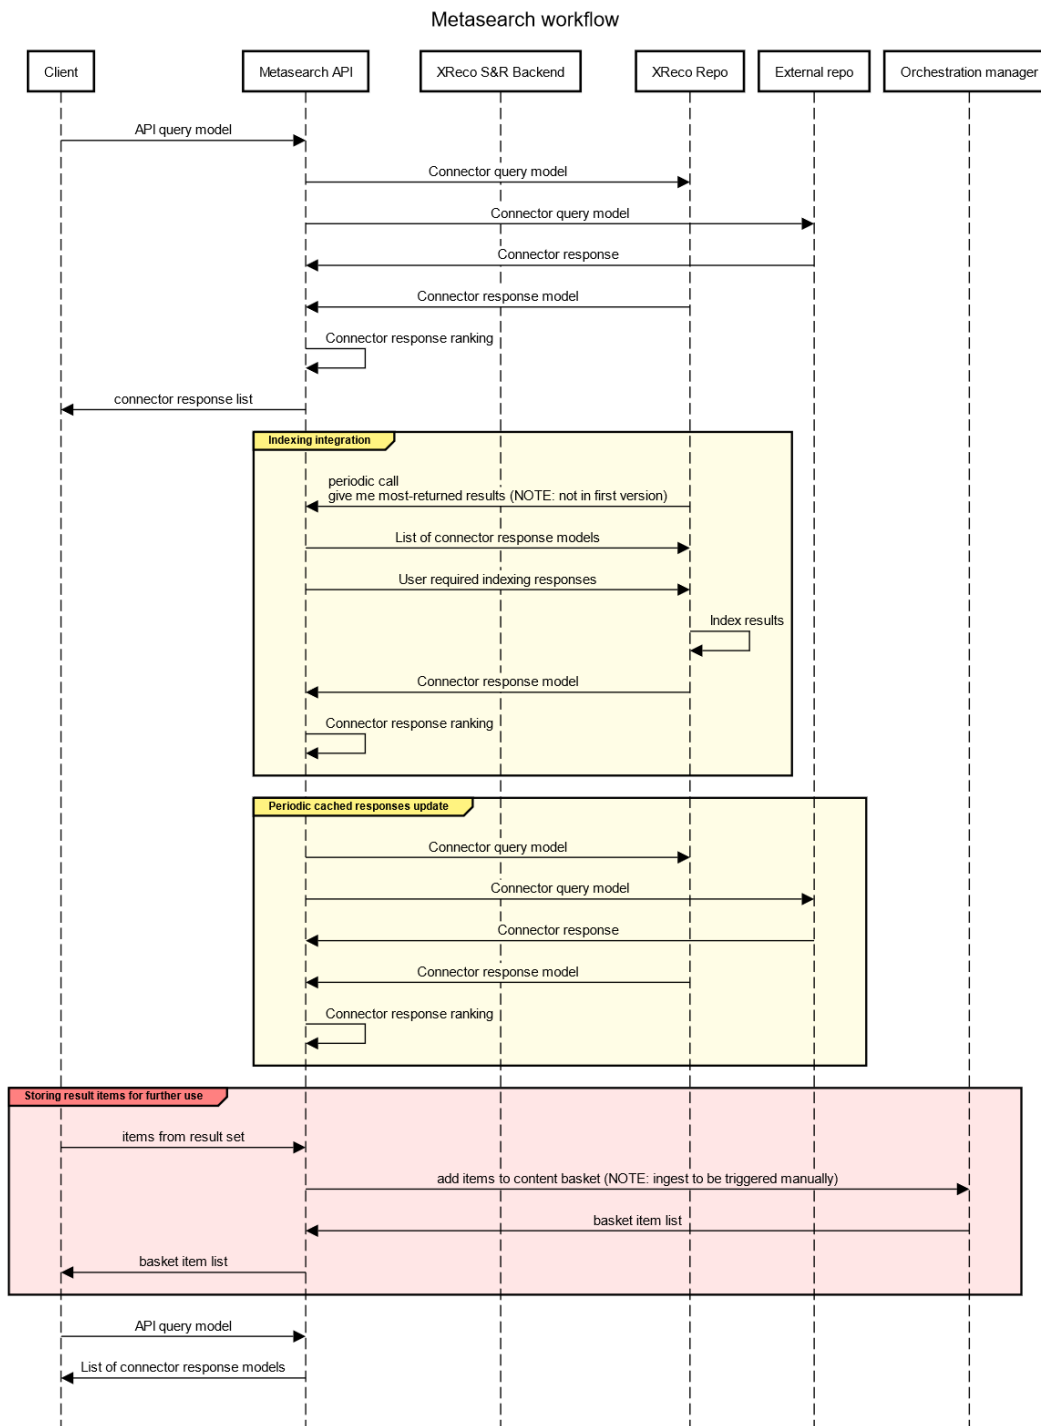 Metasearch workflow
Client
Metasearch API
XReco S&R Backend
XReco Repo
External repo
Orchestration manager
API query model
Connector query model
Connector query model
Connector response
Connector response model
Connector response ranking
connector response list
Indexing integration
periodic call
give me most-returned results (NOTE: not in first version)
List of connector response models
User required indexing responses
Index results
Connector response model
Connector response ranking
Periodic cached responses update
Connector query model
Connector query model
Connector response
Connector response model
Connector response ranking
Storing result items for further use
items from result set
add items to content basket (NOTE: ingest to be triggered manually)
basket item list
basket item list
API query model
List of connector response models